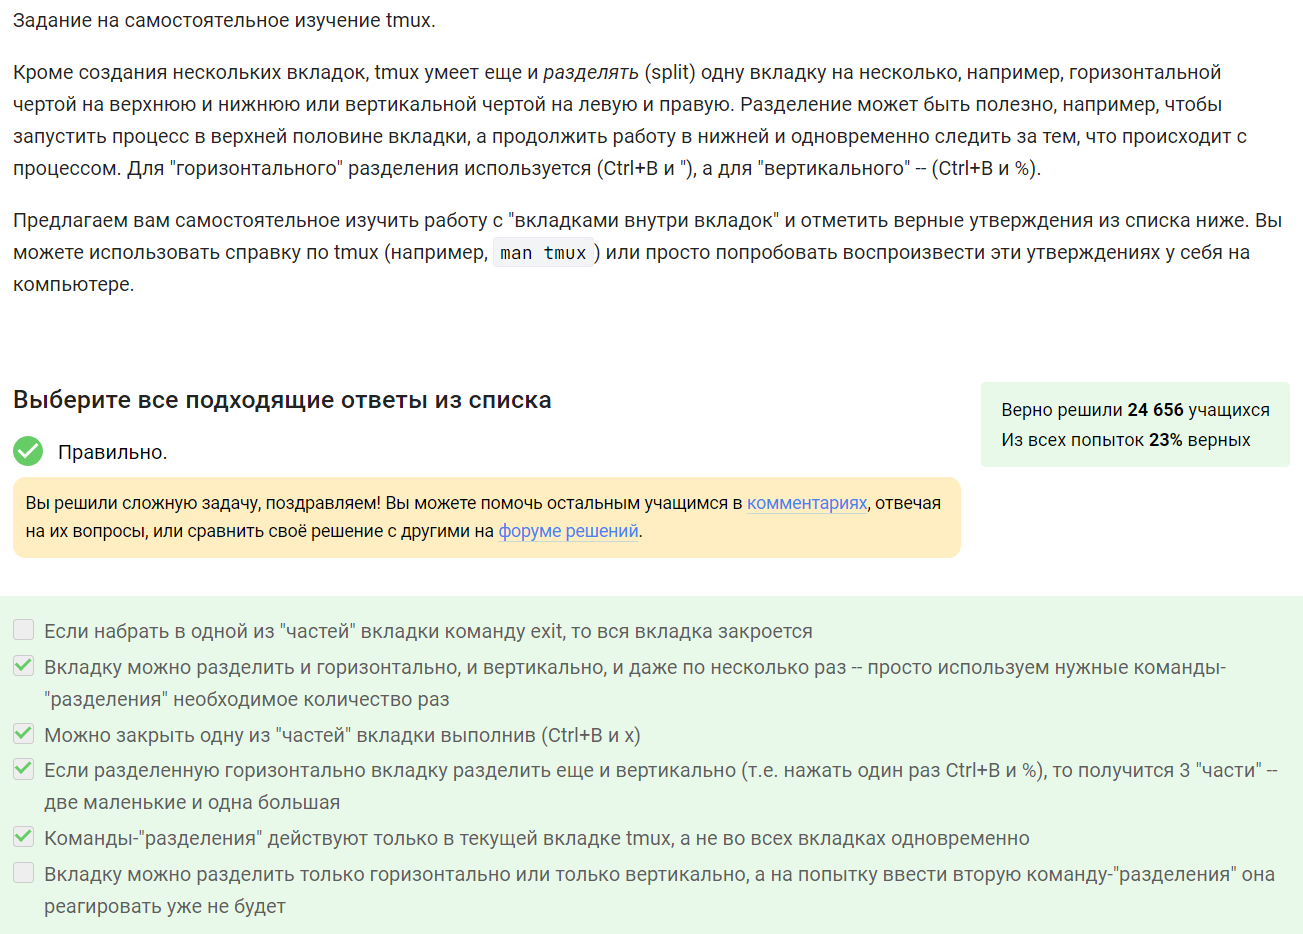 Задание на самостоятельное изучение tmux.
Кроме создания нескольких вкладок, tmux умеет еще и разделять (split) одну вкладку на несколько, например, горизонтальной
чертой на верхнюю и нижнюю или вертикальной чертой на левую и правую. Разделение может быть полезно, например, чтобы
запустить процесс в верхней половине вкладки, а продолжить работу в нижней и одновременно следить за тем, что происходит с
процессом. Для "горизонтального" разделения используется (Ctrl+B и "), а для "вертикального" -- (Ctrl+B и %).
Предлагаем вам самостоятельное изучить работу с "вкладками внутри вкладок" и отметить верные утверждения из списка ниже. Вы
можете использовать справку по tmux (например, man tmux ) или просто попробовать воспроизвести эти утверждениях у себя на
компьютере.
Выберите все подходящие ответы из списка
Правильно.
Верно решили 24 656 учащихся
Из всех попыток 23% верных
Вы решили сложную задачу, поздравляем! Вы можете помочь остальным учащимся в комментариях, отвечая
на их вопросы, или сравнить своё решение с другими на форуме решений.
Если набрать в одной из "частей" вкладки команду exit, то вся вкладка закроется
Вкладку можно разделить и горизонтально, и вертикально, и даже по несколько раз -- просто используем нужные команды-
"разделения" необходимое количество раз
Можно закрыть одну из "частей" вкладки выполнив (Ctrl+B и x)
Если разделенную горизонтально вкладку разделить еще и вертикально (т.е. нажать один раз Ctrl+B и %), то получится 3 "части" --
две маленькие и одна большая
Команды-"разделения" действуют только в текущей вкладке tmux, а не во всех вкладках одновременно
Вкладку можно разделить только горизонтально или только вертикально, а на попытку ввести вторую команду-"разделения" она
реагировать уже не будет